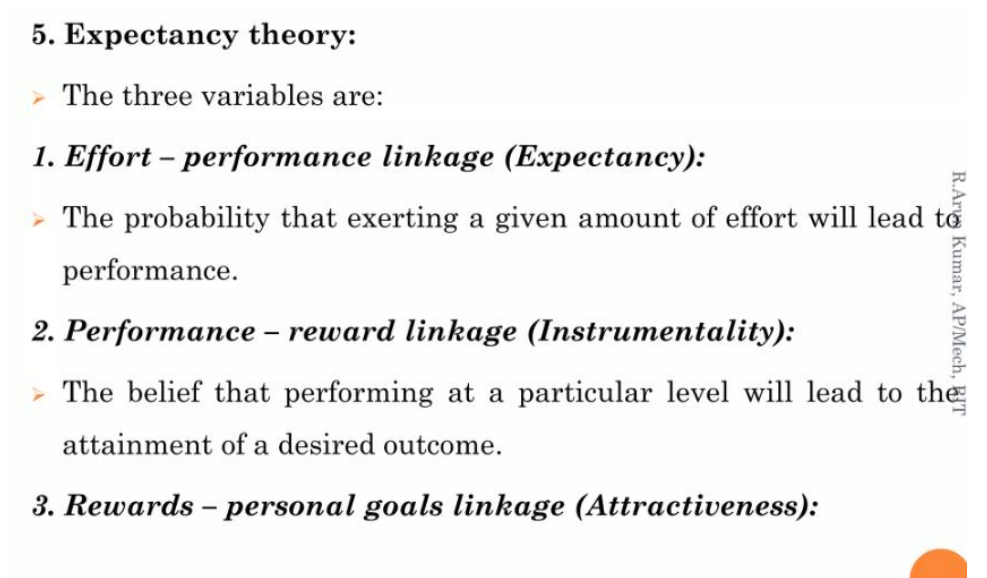 5. Expectancy theory:
➢ The three variables are:
1. Effort – performance linkage (Expectancy):
➢ The probability that exerting a given amount of effort will lead to
performance.
2. Performance – reward linkage (Instrumentality):
➢ The belief that performing at a particular level will lead to the
attainment of a desired outcome.
3. Rewards – personal goals linkage (Attractiveness):
R.Arun Kumar, AP/Mech, RIT